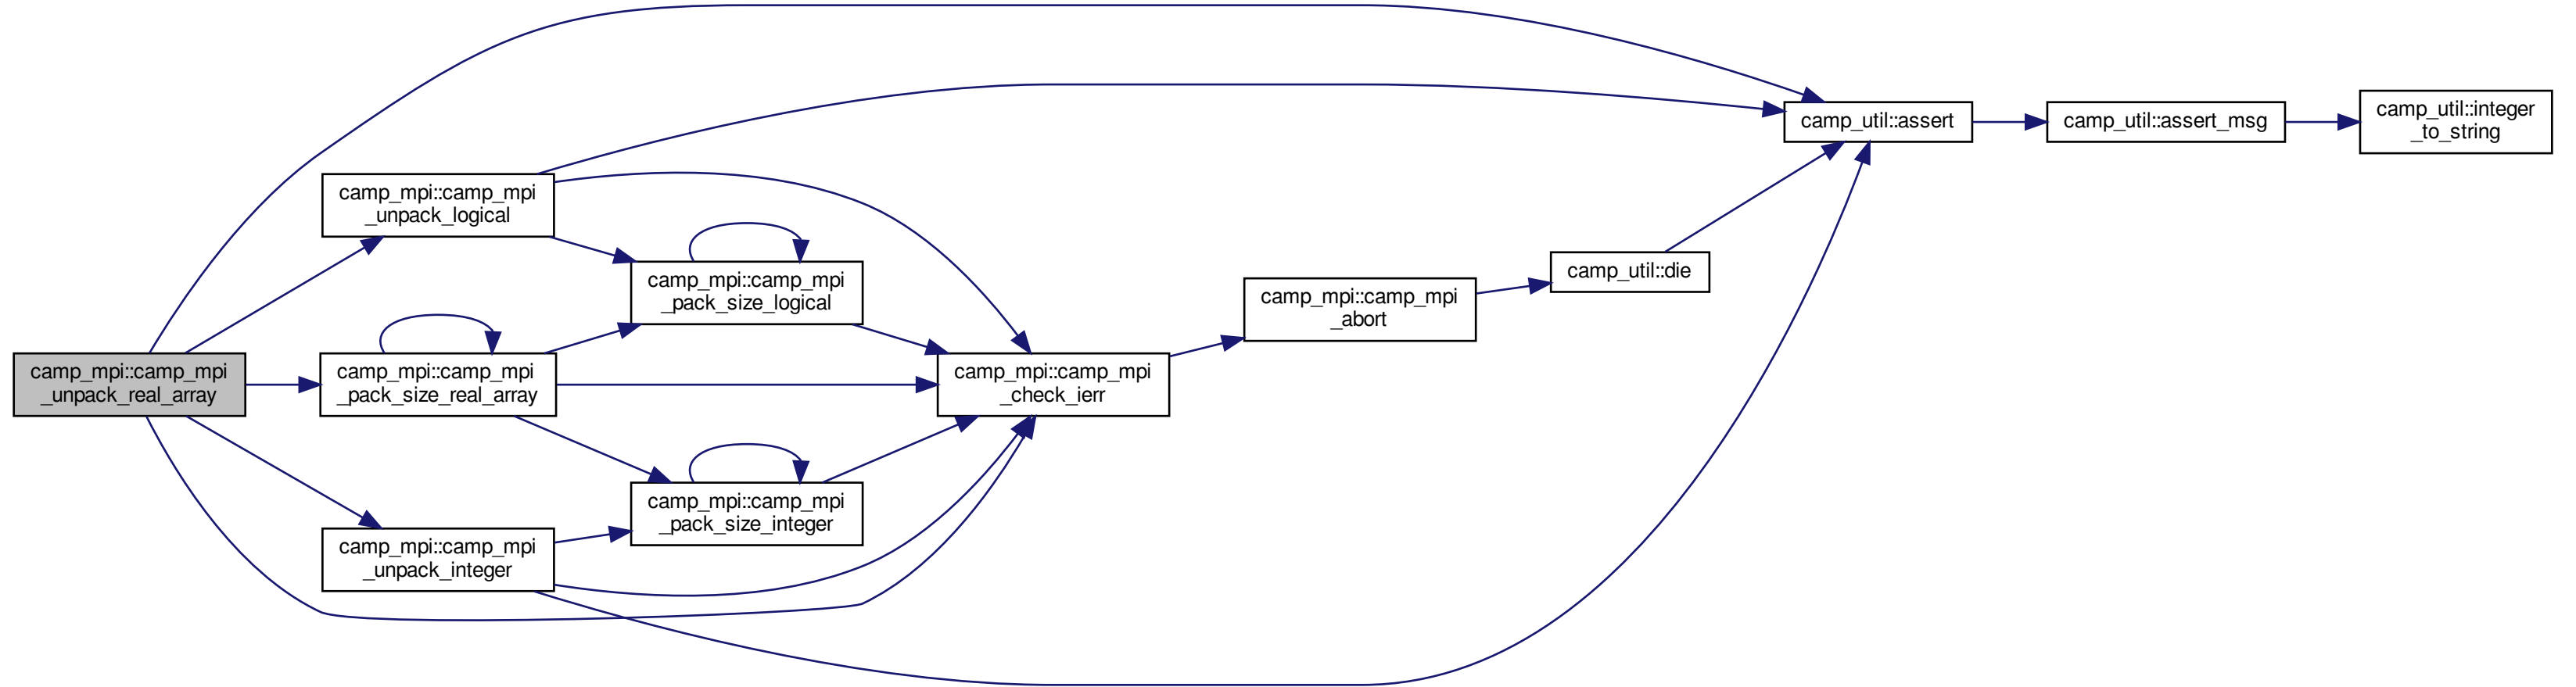 camp_mpi::camp_mpi
_unpack_real_array
camp_mpi::camp_mpi
_unpack_logical
camp_mpi::camp_mpi
_pack_size_real_array
camp_mpi::camp_mpi
_unpack_integer
camp_mpi::camp_mpi
_pack_size_logical
camp_mpi::camp_mpi
_pack_size_integer
camp_mpi::camp_mpi
_check_ierr
camp_mpi::camp_mpi
_abort
camp_util::die
camp_util::assert
camp_util::assert_msg
camp_util::integer
_to_string